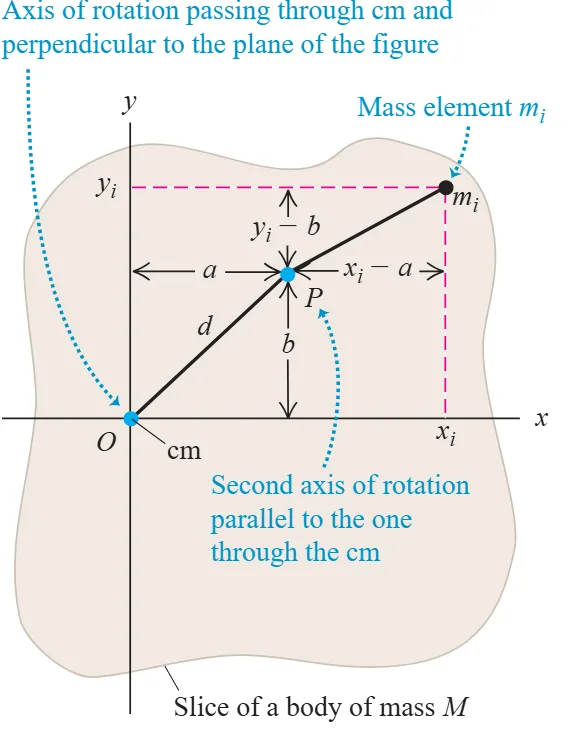 Axis of rotation passing through cm and
perpendicular to the plane of the figure
y
Mass element mᵢ
yᵢ
mᵢ
yᵢ − b
a
xᵢ − a
P
d
b
x
O
cm
xᵢ
Second axis of rotation
parallel to the one
through the cm
Slice of a body of mass M